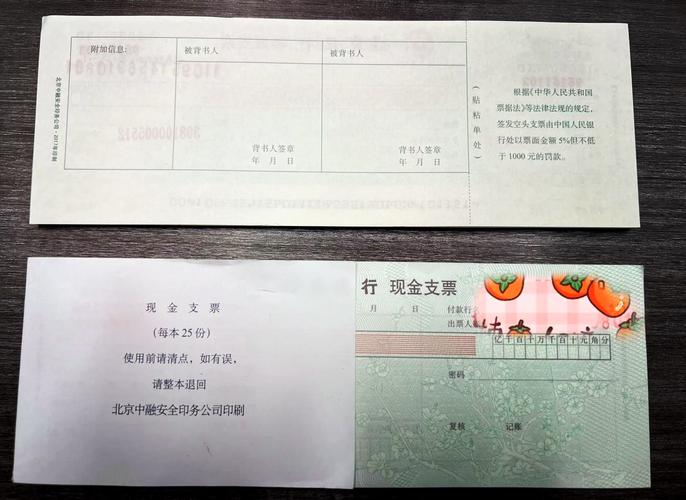 附加信息:
被背书人
被背书人
背书人签章
年 月 日
背书人签章
年 月 日
(贴粘单处)
根据《中华人民共和国
票据法》等法律法规的规定,
签发空头支票由中国人民银
行处以票面金额5%但不低
于1000元的罚款。
现金支票
(每本25份)
使用前请清点,如有误,
请整本退回
北京中融安全印务公司印刷
行 现金支票
月 日 付款行
出票人
亿千百十万千百十元角分
密码
复核 记账